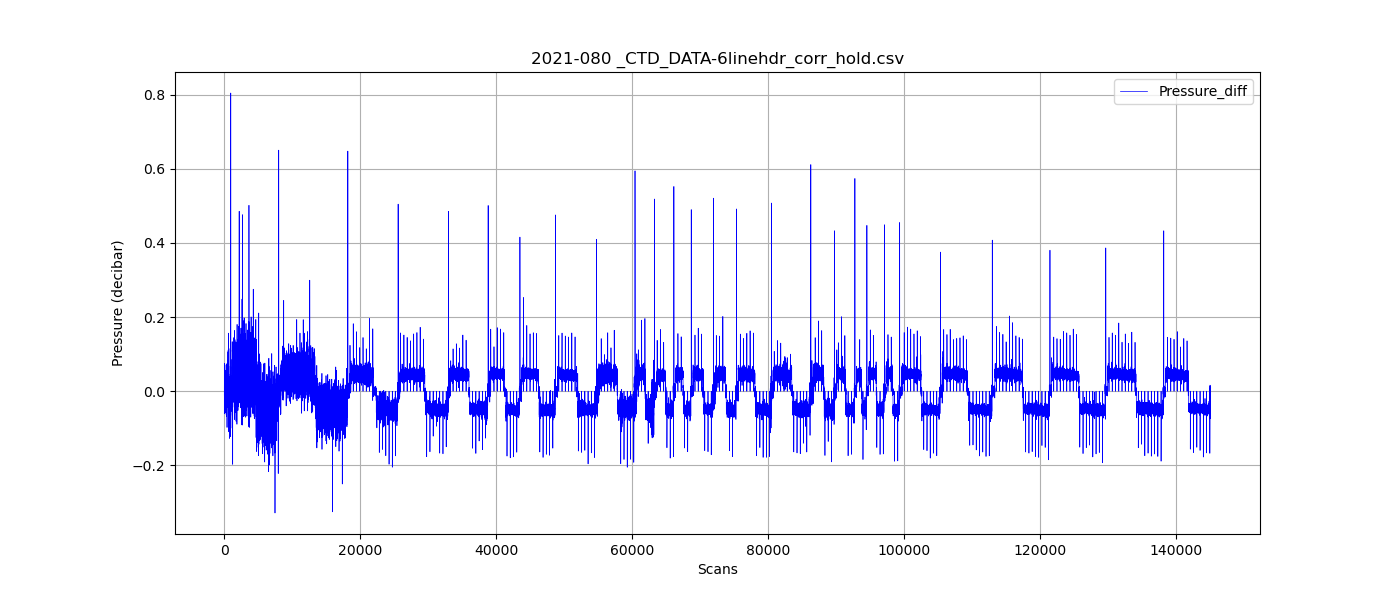 2021-080 _CTD_DATA-6linehdr_corr_hold.csv
Pressure_diff
0.8
0.6
0.4
0.2
0.0
−0.2
Pressure (decibar)
0 20000 40000 60000 80000 100000 120000 140000
Scans